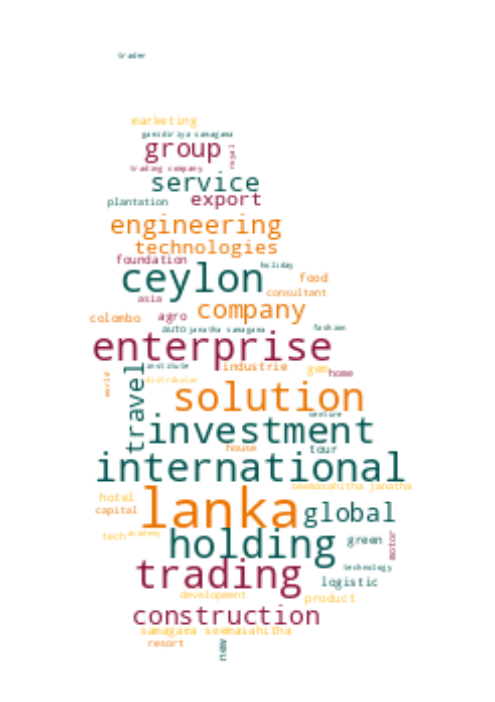 trader
marketing
gamidiriya samagama
group
royal
trading company
service
plantation export
engineering
technologies
foundation
holiday
ceylon
food
asia
consultant
company
colombo agro
auto janatha samagama fashion
enterprise
institute industrie gem home
world
distributor
travel
solution
venture
investment
house tour
international
seemasahitha janatha
hotel
lanka
capital
global
tech academy
holding
green
motor
trading
technology
logistic
development
product
construction
samagama seemasahitha
resort
new